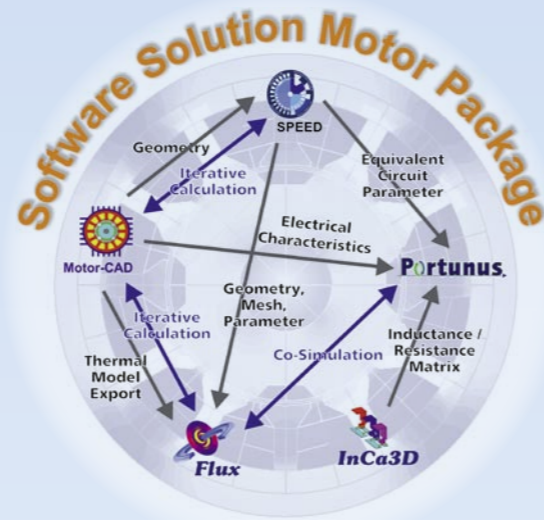 Software Solution Motor Package
SPEED
Geometry
Iterative
Calculation
Equivalent
Circuit
Parameter
Electrical
Characteristics
Motor-CAD
Portunus
Geometry,
Mesh,
Parameter
Iterative
Calculation
Inductance /
Resistance
Matrix
Co-Simulation
Thermal
Model
Export
Flux
InCa3D